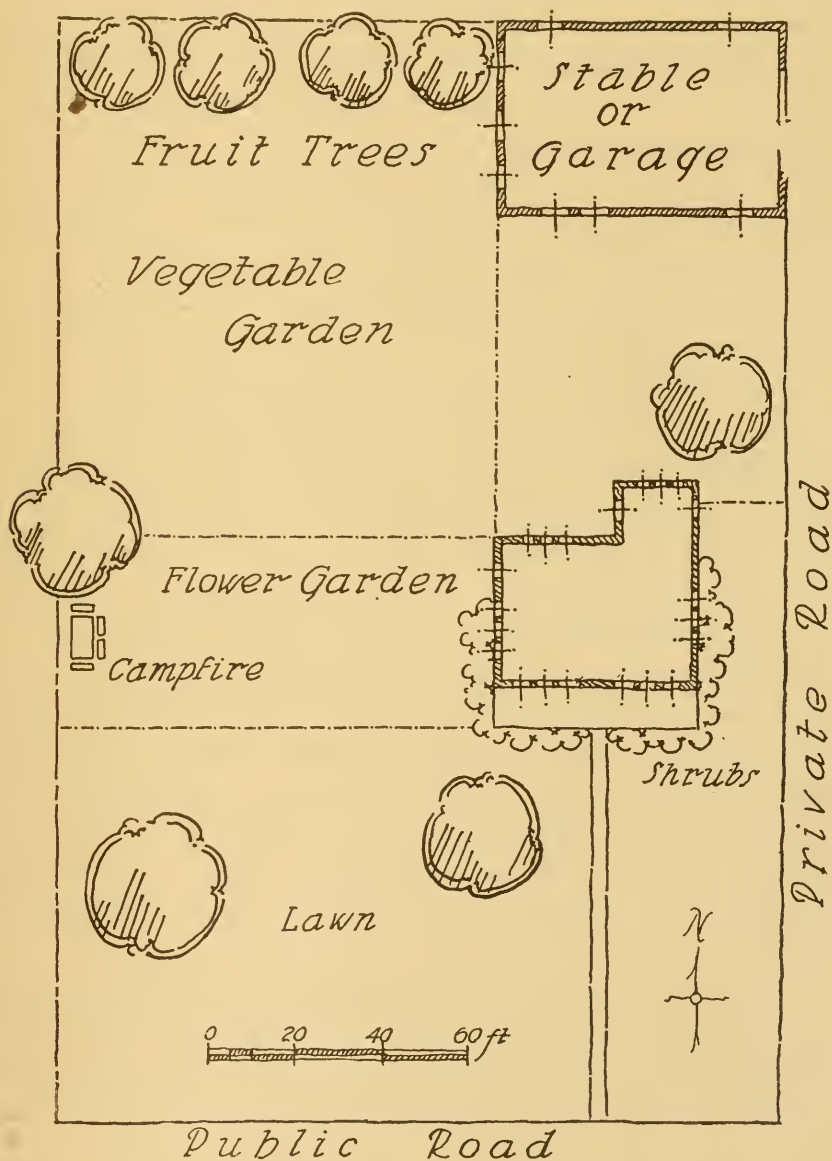 Stable
or
Garage
Fruit Trees
Vegetable
Garden
Flower Garden
Campfire
Shrubs
Private Road
Lawn
N
0 20 40 60 ft
Public Road